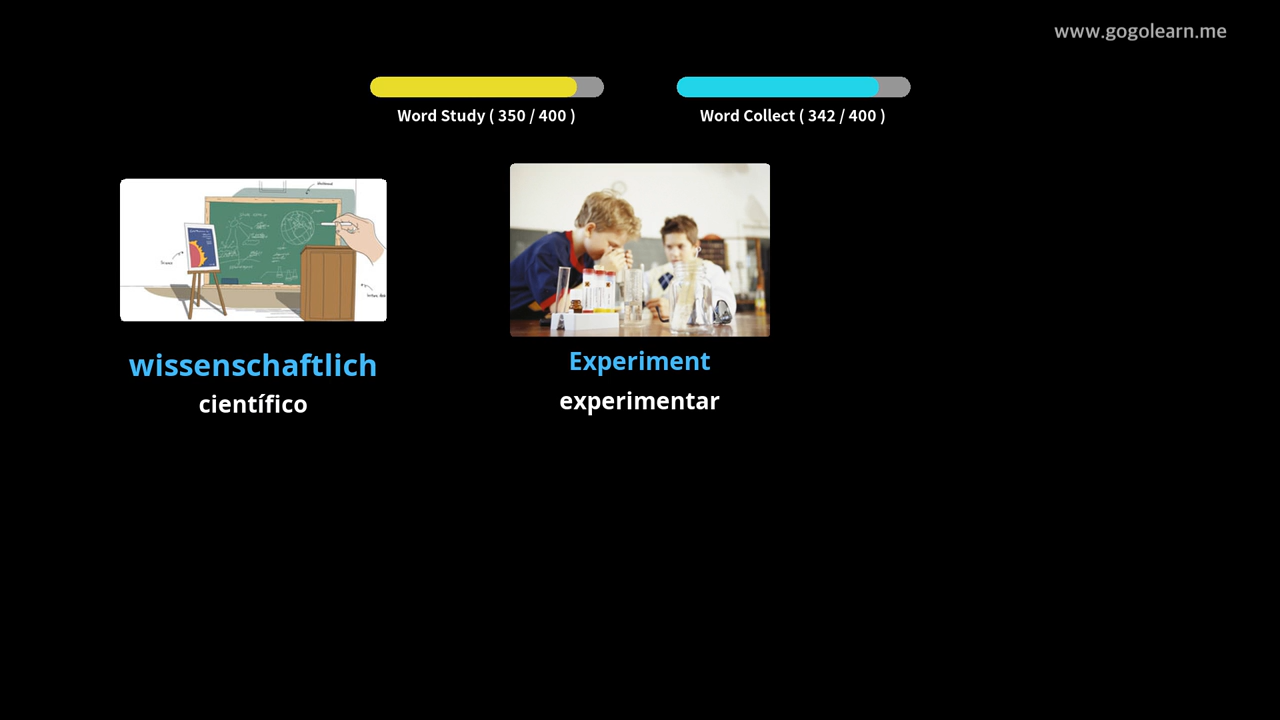 www.gogolearn.me
Word Study ( 350 / 400 )
Word Collect ( 342 / 400 )
wissenschaftlich
científico
Experiment
experimentar